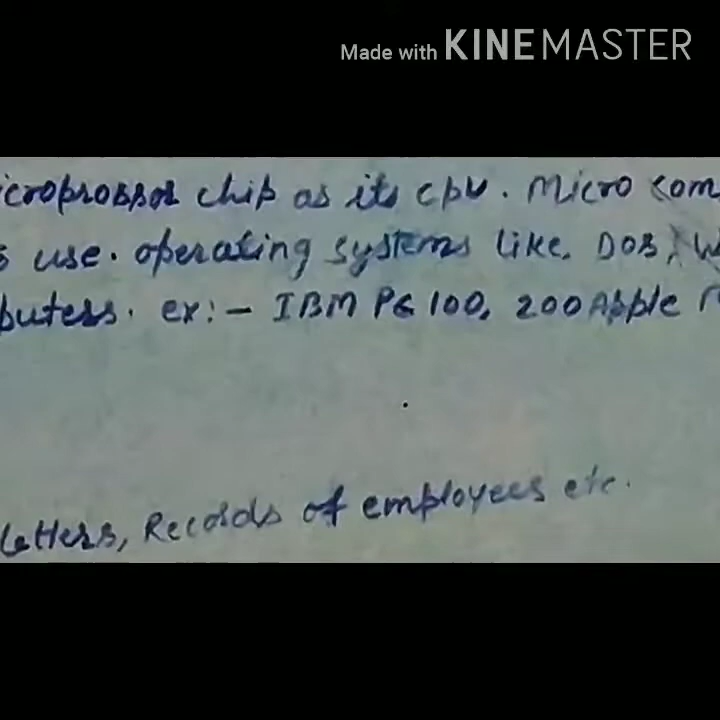 Made with KINEMASTER
icroprossor chip as its cpu. Micro com
s use. operating systems like, DOS, W
puters. ex:- IBM PC 100, 200 Apple
Letters, Records of employees etc.